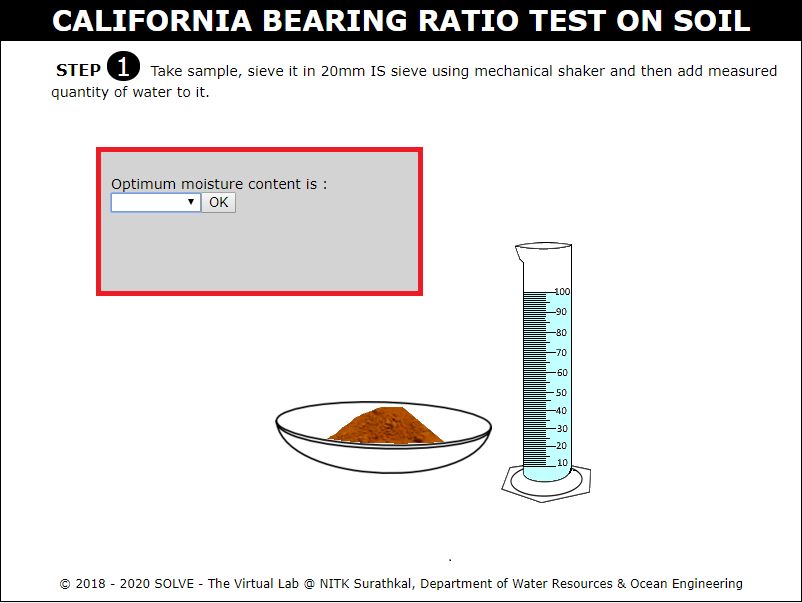 CALIFORNIA BEARING RATIO TEST ON SOIL
STEP 1 Take sample, sieve it in 20mm IS sieve using mechanical shaker and then add measured
quantity of water to it.
Optimum moisture content is :
OK
100
90
80
70
60
50
40
30
20
10
© 2018 - 2020 SOLVE - The Virtual Lab @ NITK Surathkal, Department of Water Resources & Ocean Engineering